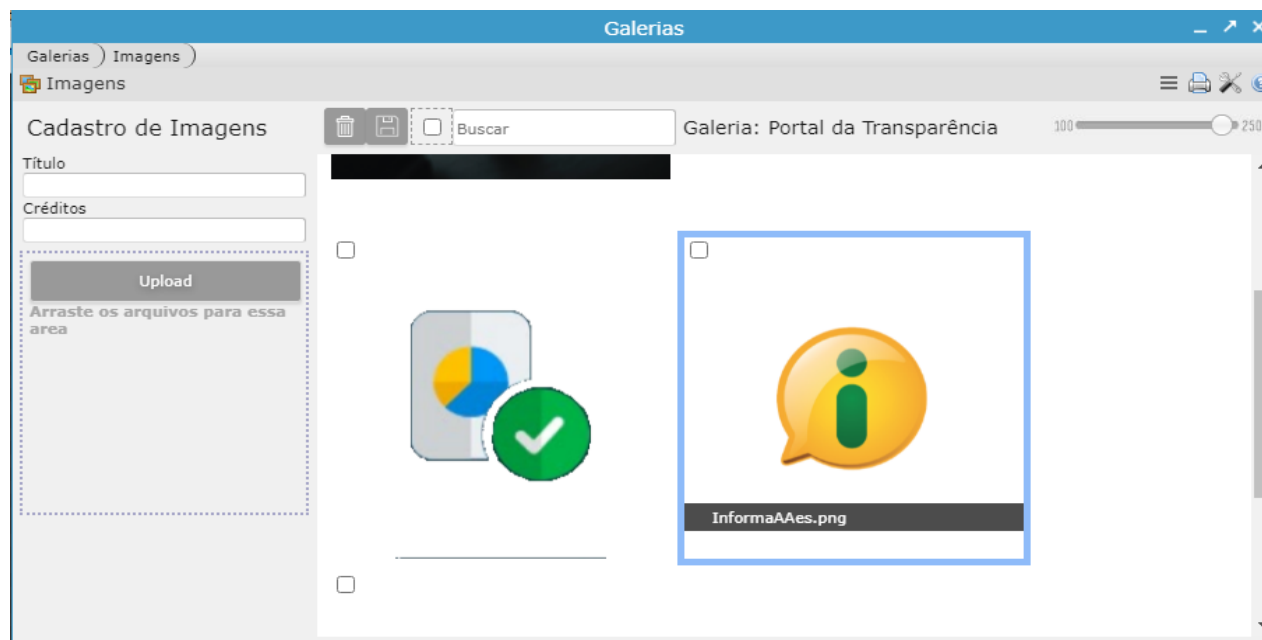 Galerias
Galerias ) Imagens )
Imagens
Cadastro de Imagens
Buscar
Galeria: Portal da Transparência
100
250
Título
Créditos
Upload
Arraste os arquivos para essa
area
InformaAAes.png